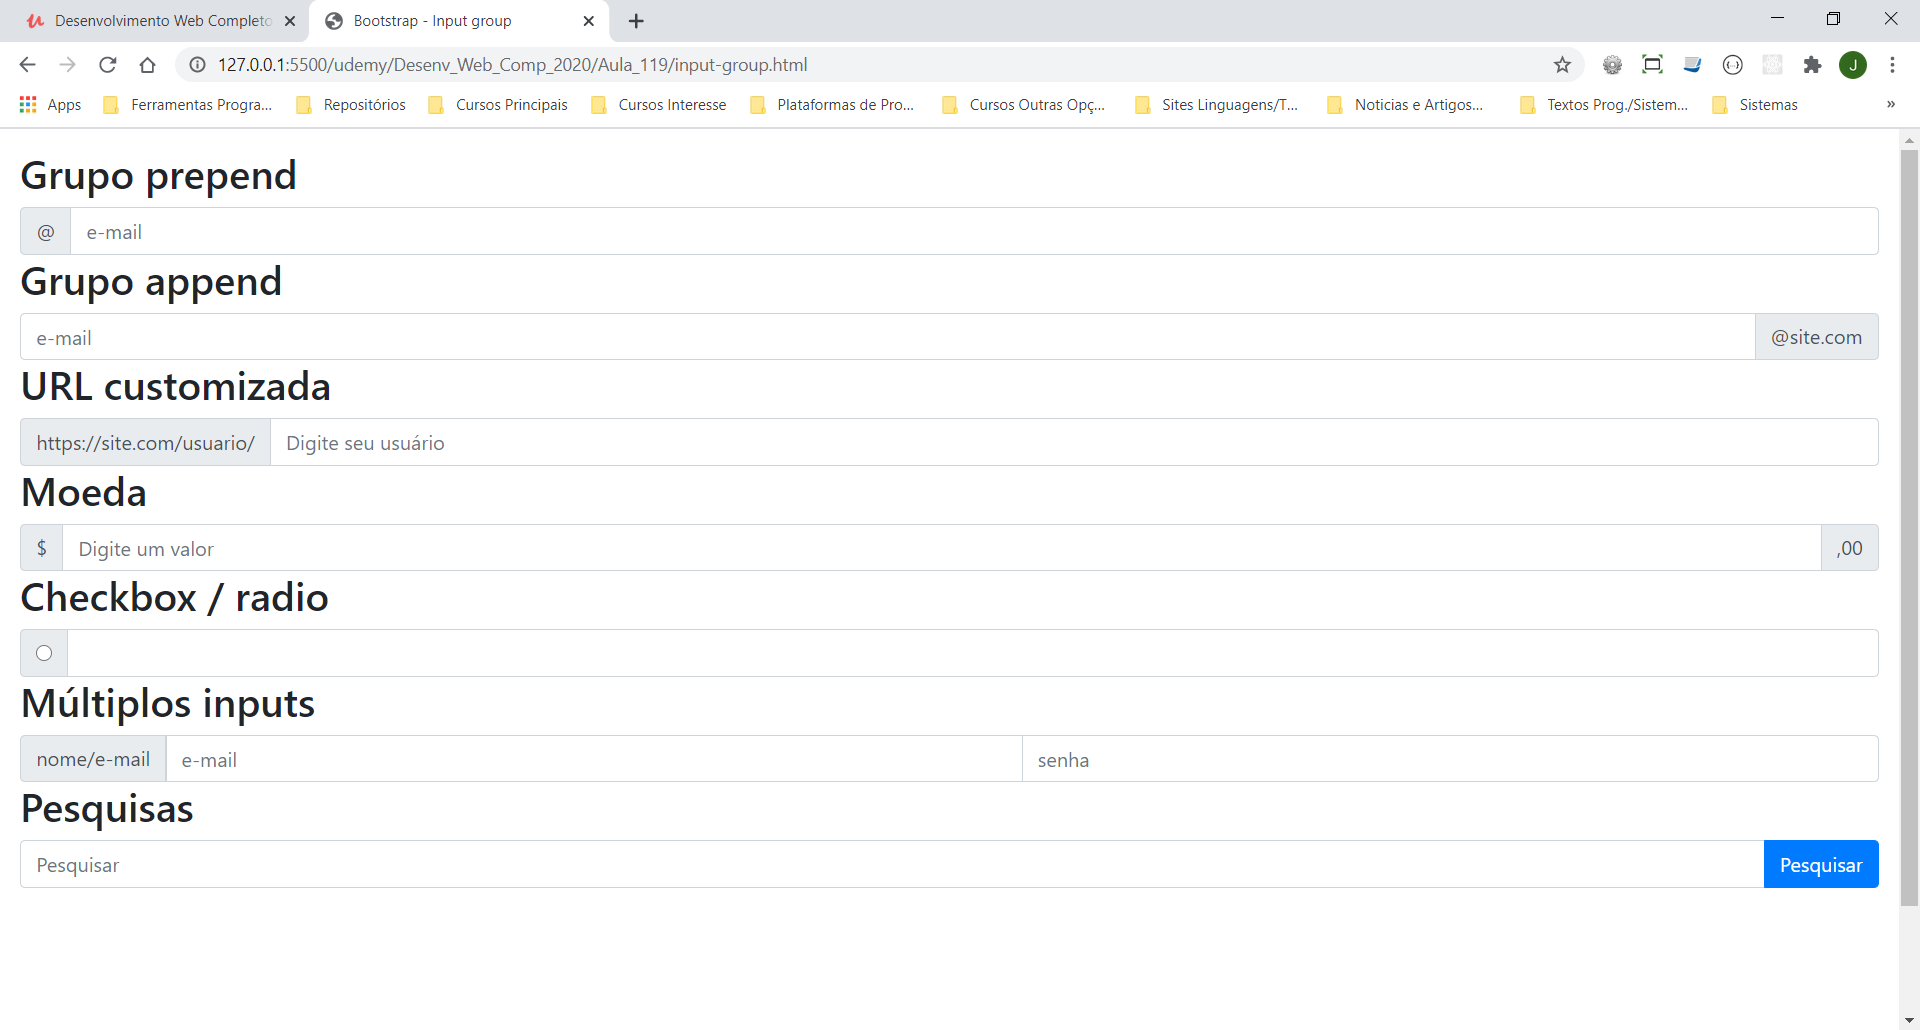 Desenvolvimento Web Completo
Bootstrap - Input group
127.0.0.1:5500/udemy/Desenv_Web_Comp_2020/Aula_119/input-group.html
J
Apps Ferramentas Progra... Repositórios Cursos Principais Cursos Interesse Plataformas de Pro... Cursos Outras Opç... Sites Linguagens/T... Noticias e Artigos... Textos Prog./Sistem... Sistemas »
Grupo prepend
@ e-mail
Grupo append
e-mail @site.com
URL customizada
https://site.com/usuario/ Digite seu usuário
Moeda
$ Digite um valor ,00
Checkbox / radio
Múltiplos inputs
nome/e-mail e-mail senha
Pesquisas
Pesquisar Pesquisar